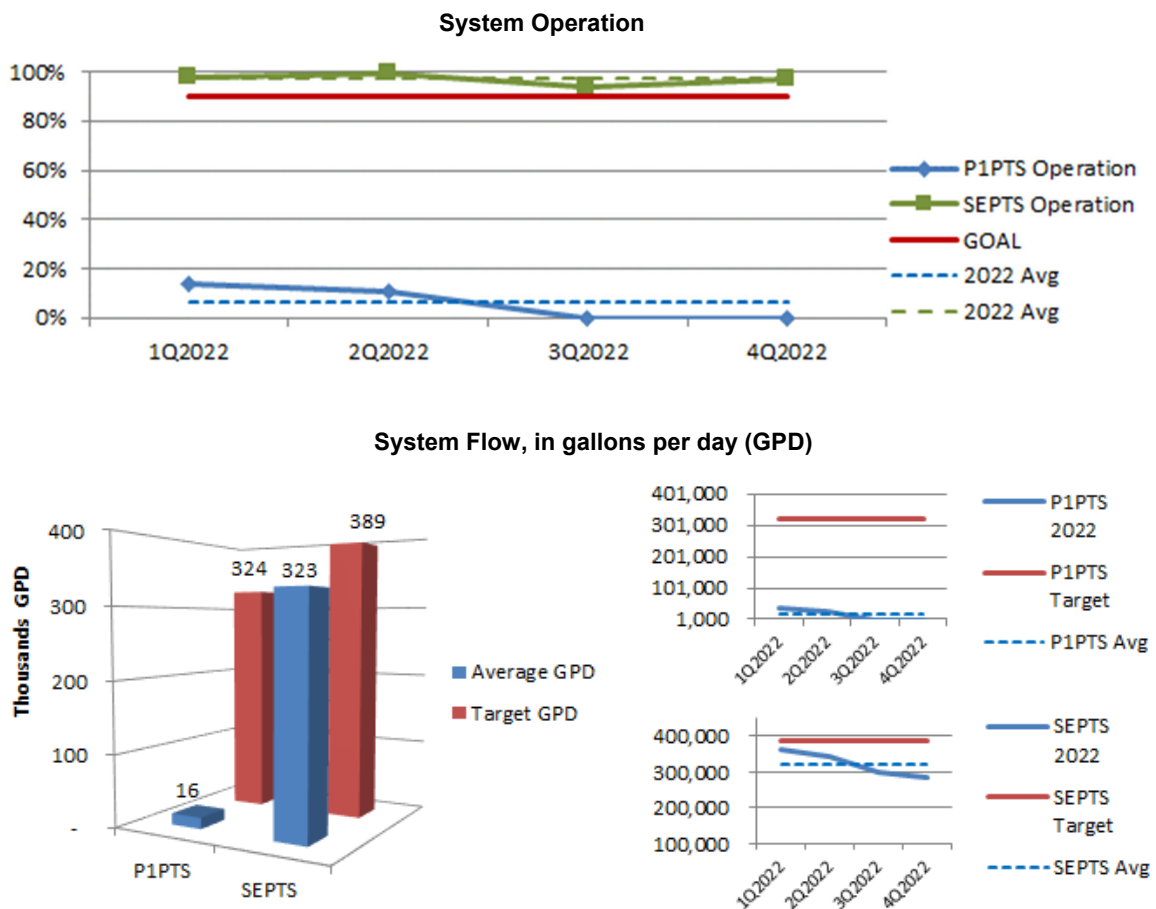 System Operation
100%
80%
60%
40%
20%
0%
1Q2022
2Q2022
3Q2022
4Q2022
P1PTS Operation
SEPTS Operation
GOAL
2022 Avg
2022 Avg
System Flow, in gallons per day (GPD)
Thousands GPD
400
300
200
100
-
16
324
323
389
P1PTS
SEPTS
Average GPD
Target GPD
401,000
301,000
201,000
101,000
1,000
1Q2022
2Q2022
3Q2022
4Q2022
P1PTS
2022
P1PTS
Target
P1PTS Avg
400,000
300,000
200,000
100,000
1Q2022
2Q2022
3Q2022
4Q2022
SEPTS
2022
SEPTS
Target
SEPTS Avg